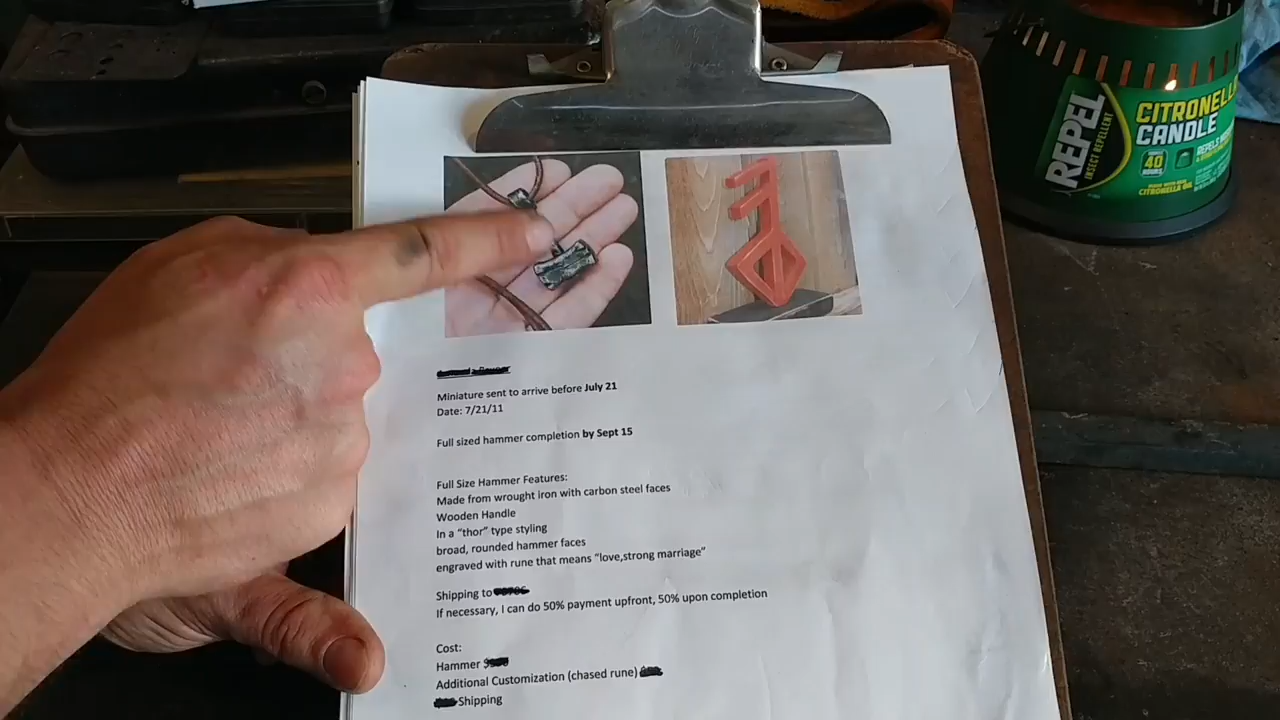 REPEL
INSECT REPELLENT
CITRONELLA
CANDLE
40
HOURS
Miniature sent to arrive before July 21
Date: 7/21/11
Full sized hammer completion by Sept 15
Full Size Hammer Features:
Made from wrought iron with carbon steel faces
Wooden Handle
In a “thor” type styling
broad, rounded hammer faces
engraved with rune that means “love,strong marriage”
Shipping to
If necessary, I can do 50% payment upfront, 50% upon completion
Cost:
Hammer $
Additional Customization (chased rune)
Shipping